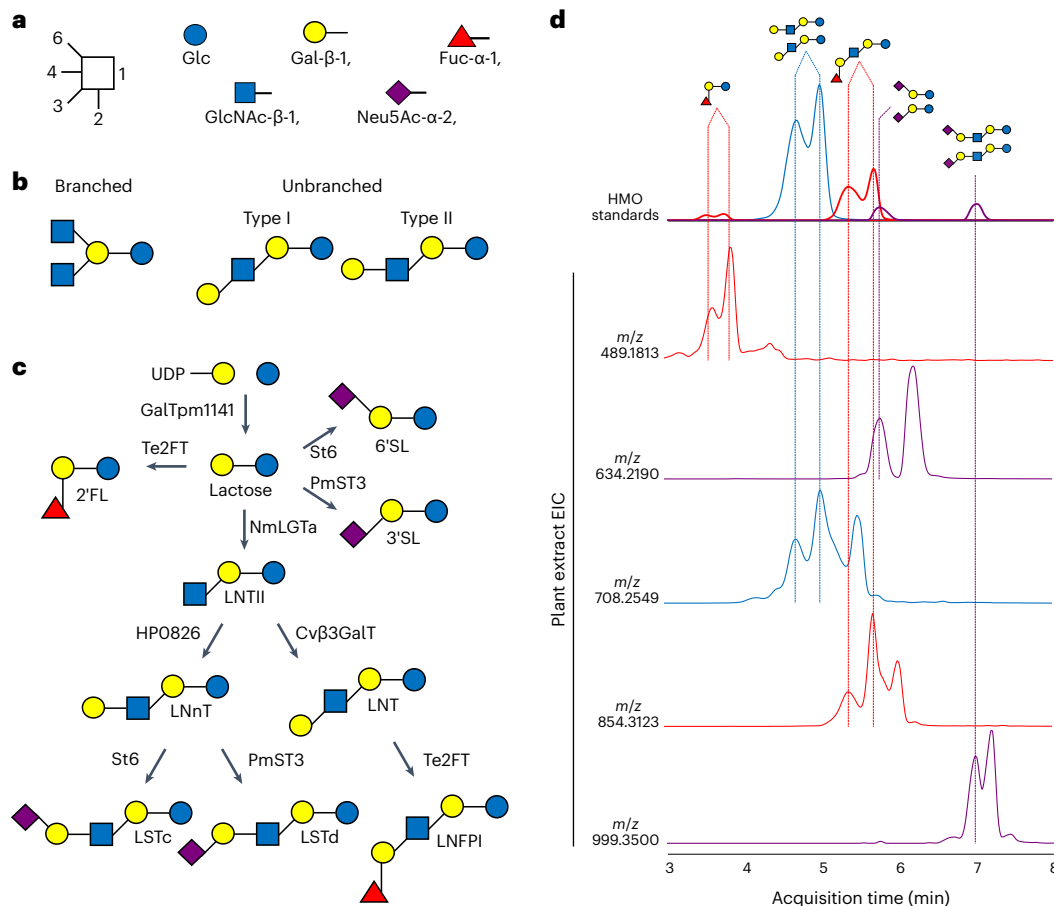 a
6
4
3
2
1
Glc
Gal-β-1,
Fuc-α-1,
GlcNAc-β-1,
Neu5Ac-α-2,
b
Branched
Unbranched
Type I
Type II
c
UDP
GalTpm1141
Te2FT
2'FL
Lactose
St6
6'SL
PmST3
3'SL
NmLGTa
LNTII
HP0826
Cvβ3GalT
LNnT
LNT
St6
PmST3
Te2FT
LSTc
LSTd
LNFPI
d
HMO
standards
Plant extract EIC
m/z
489.1813
m/z
634.2190
m/z
708.2549
m/z
854.3123
m/z
999.3500
3 4 5 6 7 8
Acquisition time (min)